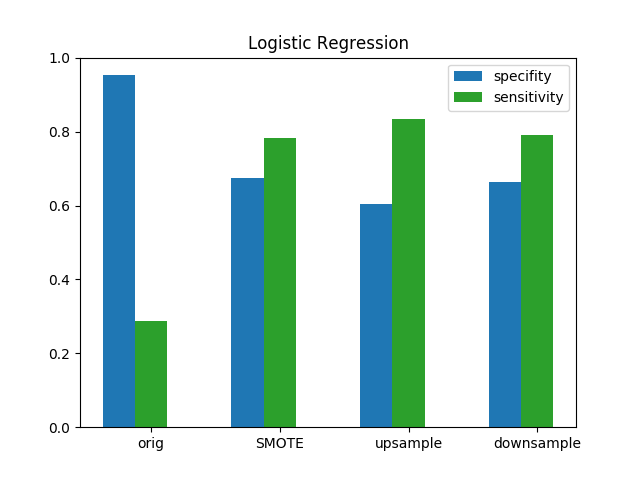 Logistic Regression
specifity
sensitivity
1.0
0.8
0.6
0.4
0.2
0.0
orig
SMOTE
upsample
downsample